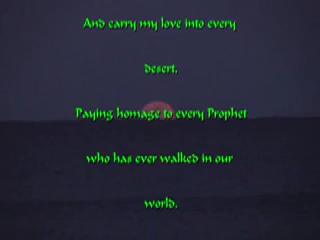 And carry my love into every
desert.
Paying homage to every Prophet
who has ever walked in our
world.